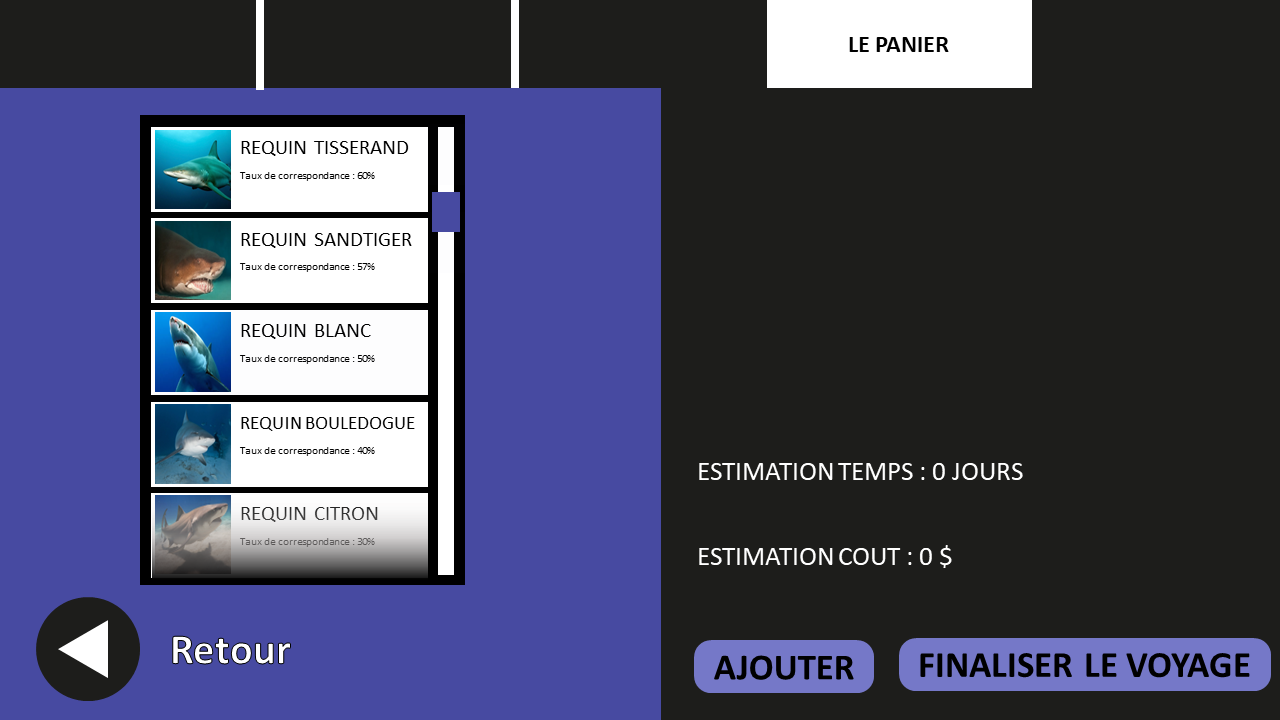 LE PANIER
REQUIN TISSERAND
Taux de correspondance : 60%
REQUIN SANDTIGER
Taux de correspondance : 57%
REQUIN BLANC
Taux de correspondance : 50%
REQUIN BOULEDOGUE
Taux de correspondance : 40%
REQUIN CITRON
Taux de correspondance : 30%
Retour
ESTIMATION TEMPS : 0 JOURS
ESTIMATION COUT : 0 $
AJOUTER
FINALISER LE VOYAGE